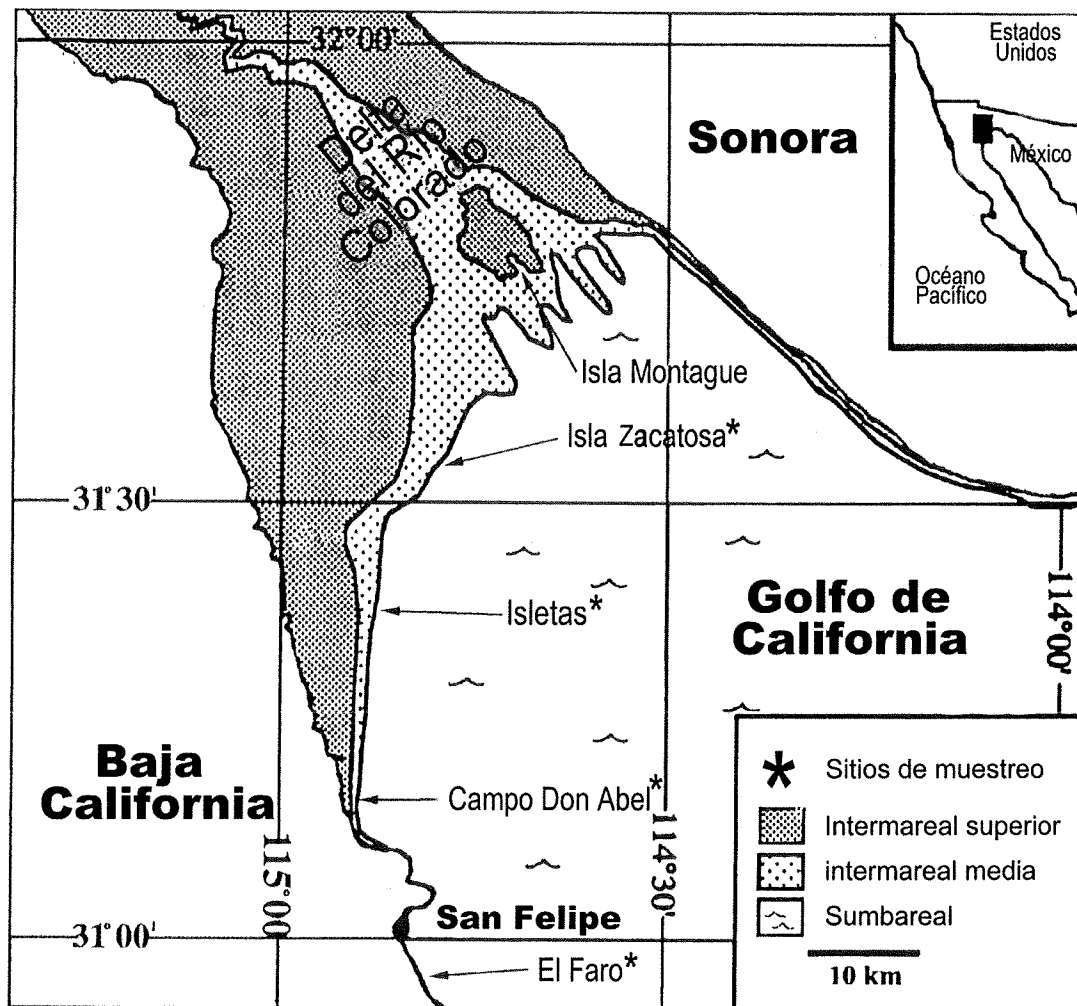 32°00'
Estados
Unidos
México
Océano
Pacífico
Sonora
Delta
del Río
Colorado
Isla Montague
Isla Zacatosa*
31°30'
Isletas*
Golfo de
California
114°00'
Baja
California
Campo Don Abel*
115°00'
114°30'
San Felipe
31°00'
El Faro*
* Sitios de muestreo
Intermareal superior
intermareal media
Sumbareal
10 km